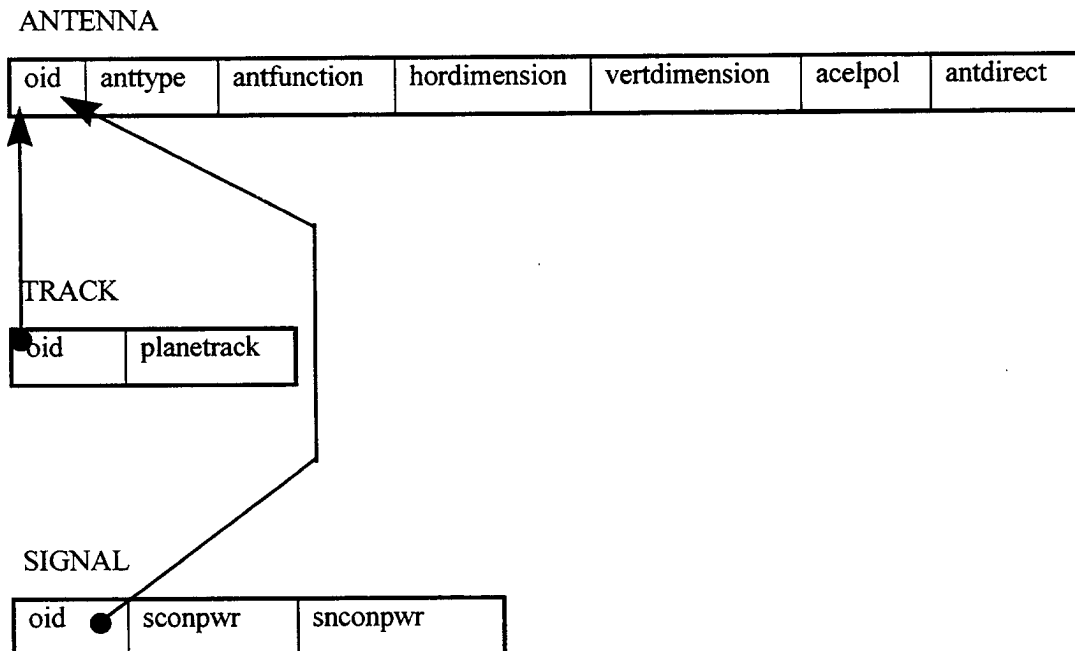 ANTENNA
oid anttype antfunction hordimension vertdimension acelpol antdirect
TRACK
oid planetrack
SIGNAL
oid sconpwr snconpwr